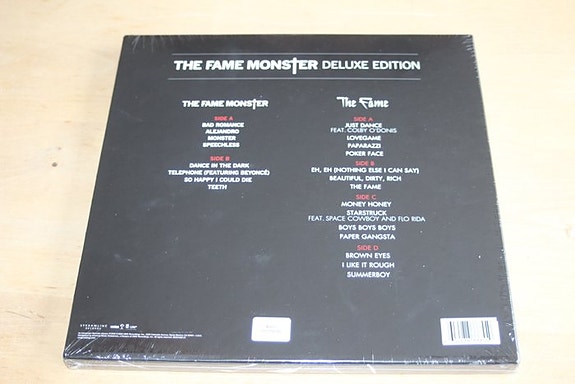 THE FAME MONSTER DELUXE EDITION
THE FAME MONSTER
SIDE A
BAD ROMANCE
ALEJANDRO
MONSTER
SPEECHLESS
SIDE B
DANCE IN THE DARK
TELEPHONE (FEATURING BEYONCÉ)
SO HAPPY I COULD DIE
TEETH
The Fame
SIDE A
JUST DANCE
FEAT. COLBY O'DONIS
LOVEGAME
PAPARAZZI
POKER FACE
SIDE B
EH, EH (NOTHING ELSE I CAN SAY)
BEAUTIFUL, DIRTY, RICH
THE FAME
SIDE C
MONEY HONEY
STARSTRUCK
FEAT. SPACE COWBOY AND FLO RIDA
BOYS BOYS BOYS
PAPER GANGSTA
SIDE D
BROWN EYES
I LIKE IT ROUGH
SUMMERBOY
STREAMLINE